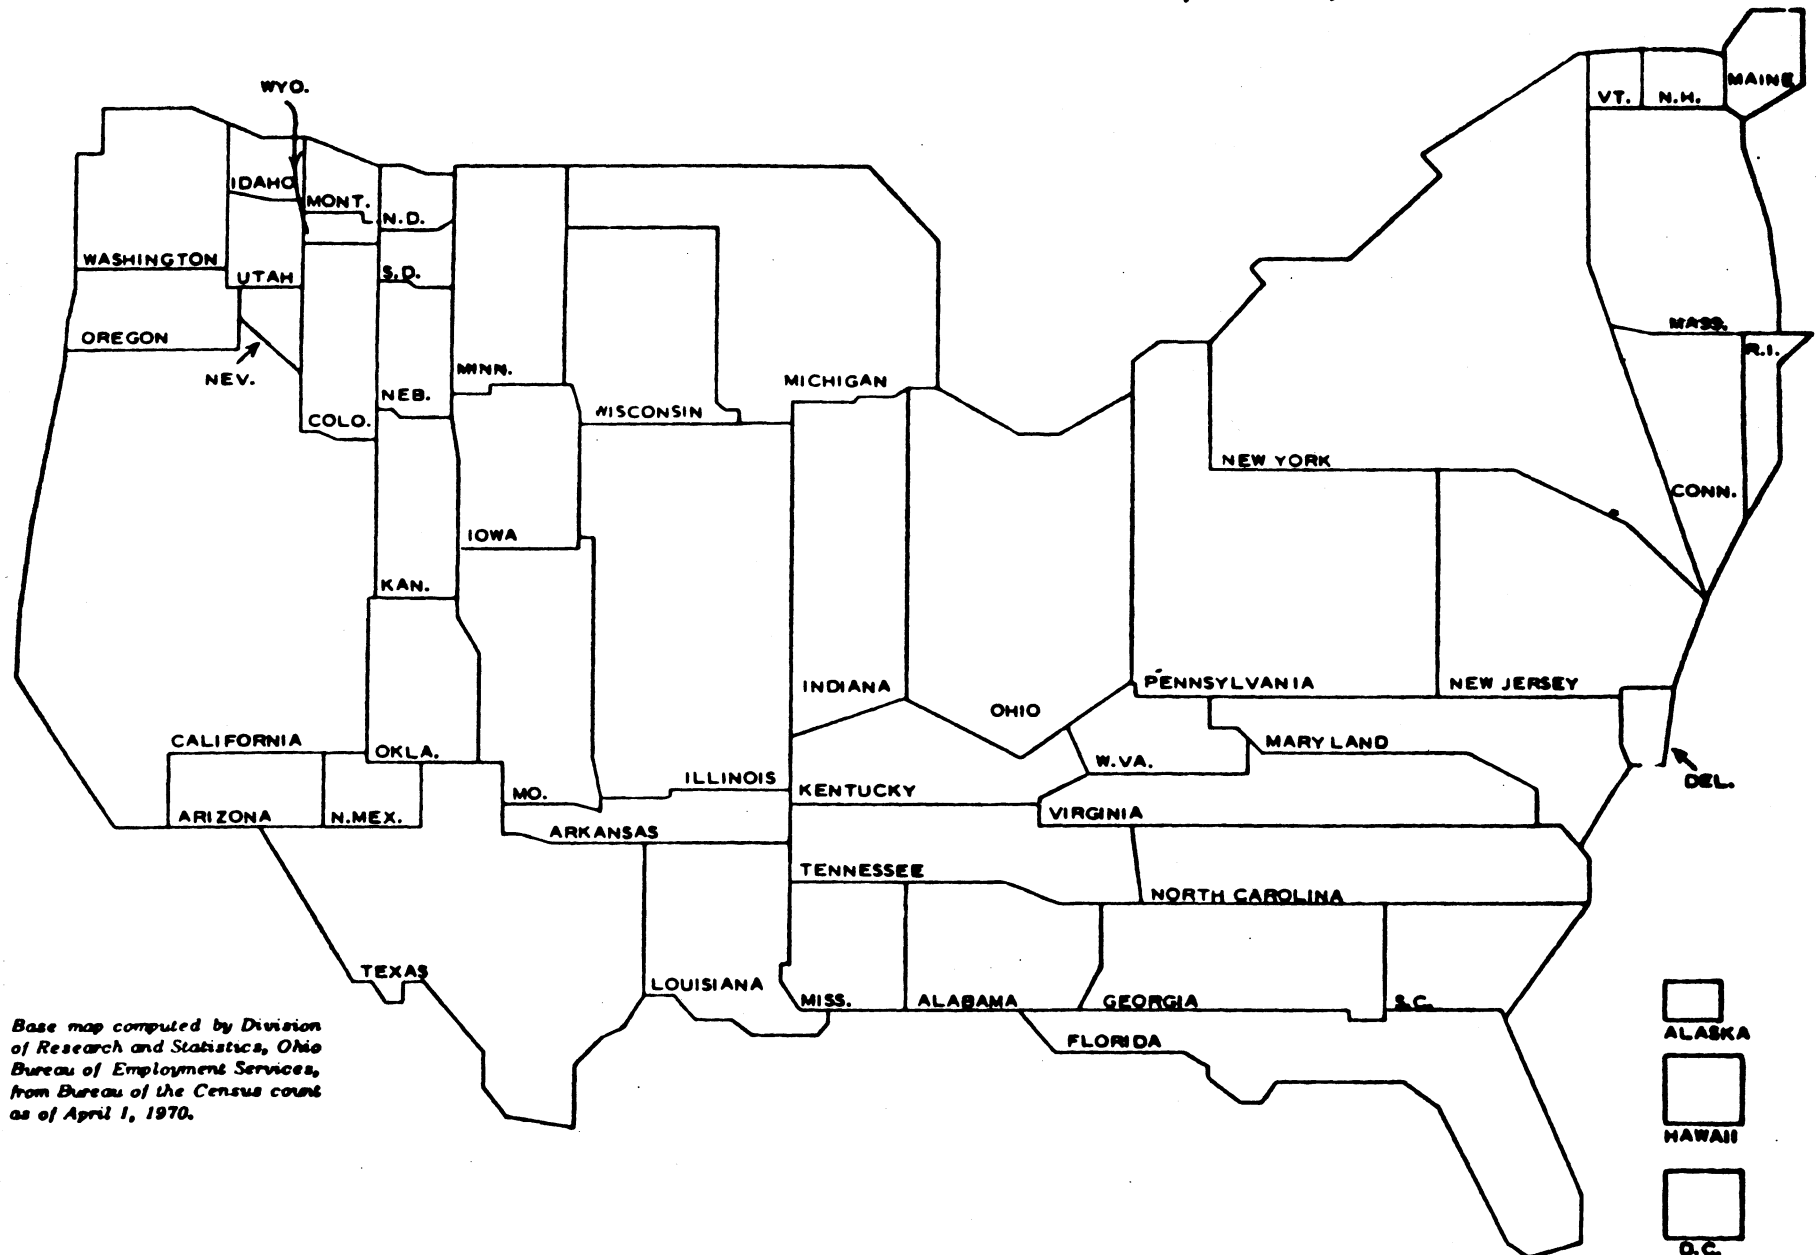 WYO.
VT.
N.H.
MAINE
IDAHO
MONT.
N.D.
WASHINGTON
UTAH
S.D.
OREGON
NEV.
MINN.
NEB.
COLO.
MICHIGAN
WISCONSIN
MASS.
R.I.
NEW YORK
CONN.
IOWA
KAN.
INDIANA
OHIO
PENNSYLVANIA
NEW JERSEY
CALIFORNIA
OKLA.
W.VA.
MARYLAND
DEL.
ILLINOIS
MO.
KENTUCKY
ARIZONA
N.MEX.
VIRGINIA
ARKANSAS
TENNESSEE
NORTH CAROLINA
TEXAS
LOUISIANA
MISS.
ALABAMA
GEORGIA
S.C.
FLORIDA
ALASKA
HAWAII
D.C.
Base map computed by Division
of Research and Statistics, Ohio
Bureau of Employment Services,
from Bureau of the Census count
as of April 1, 1970.